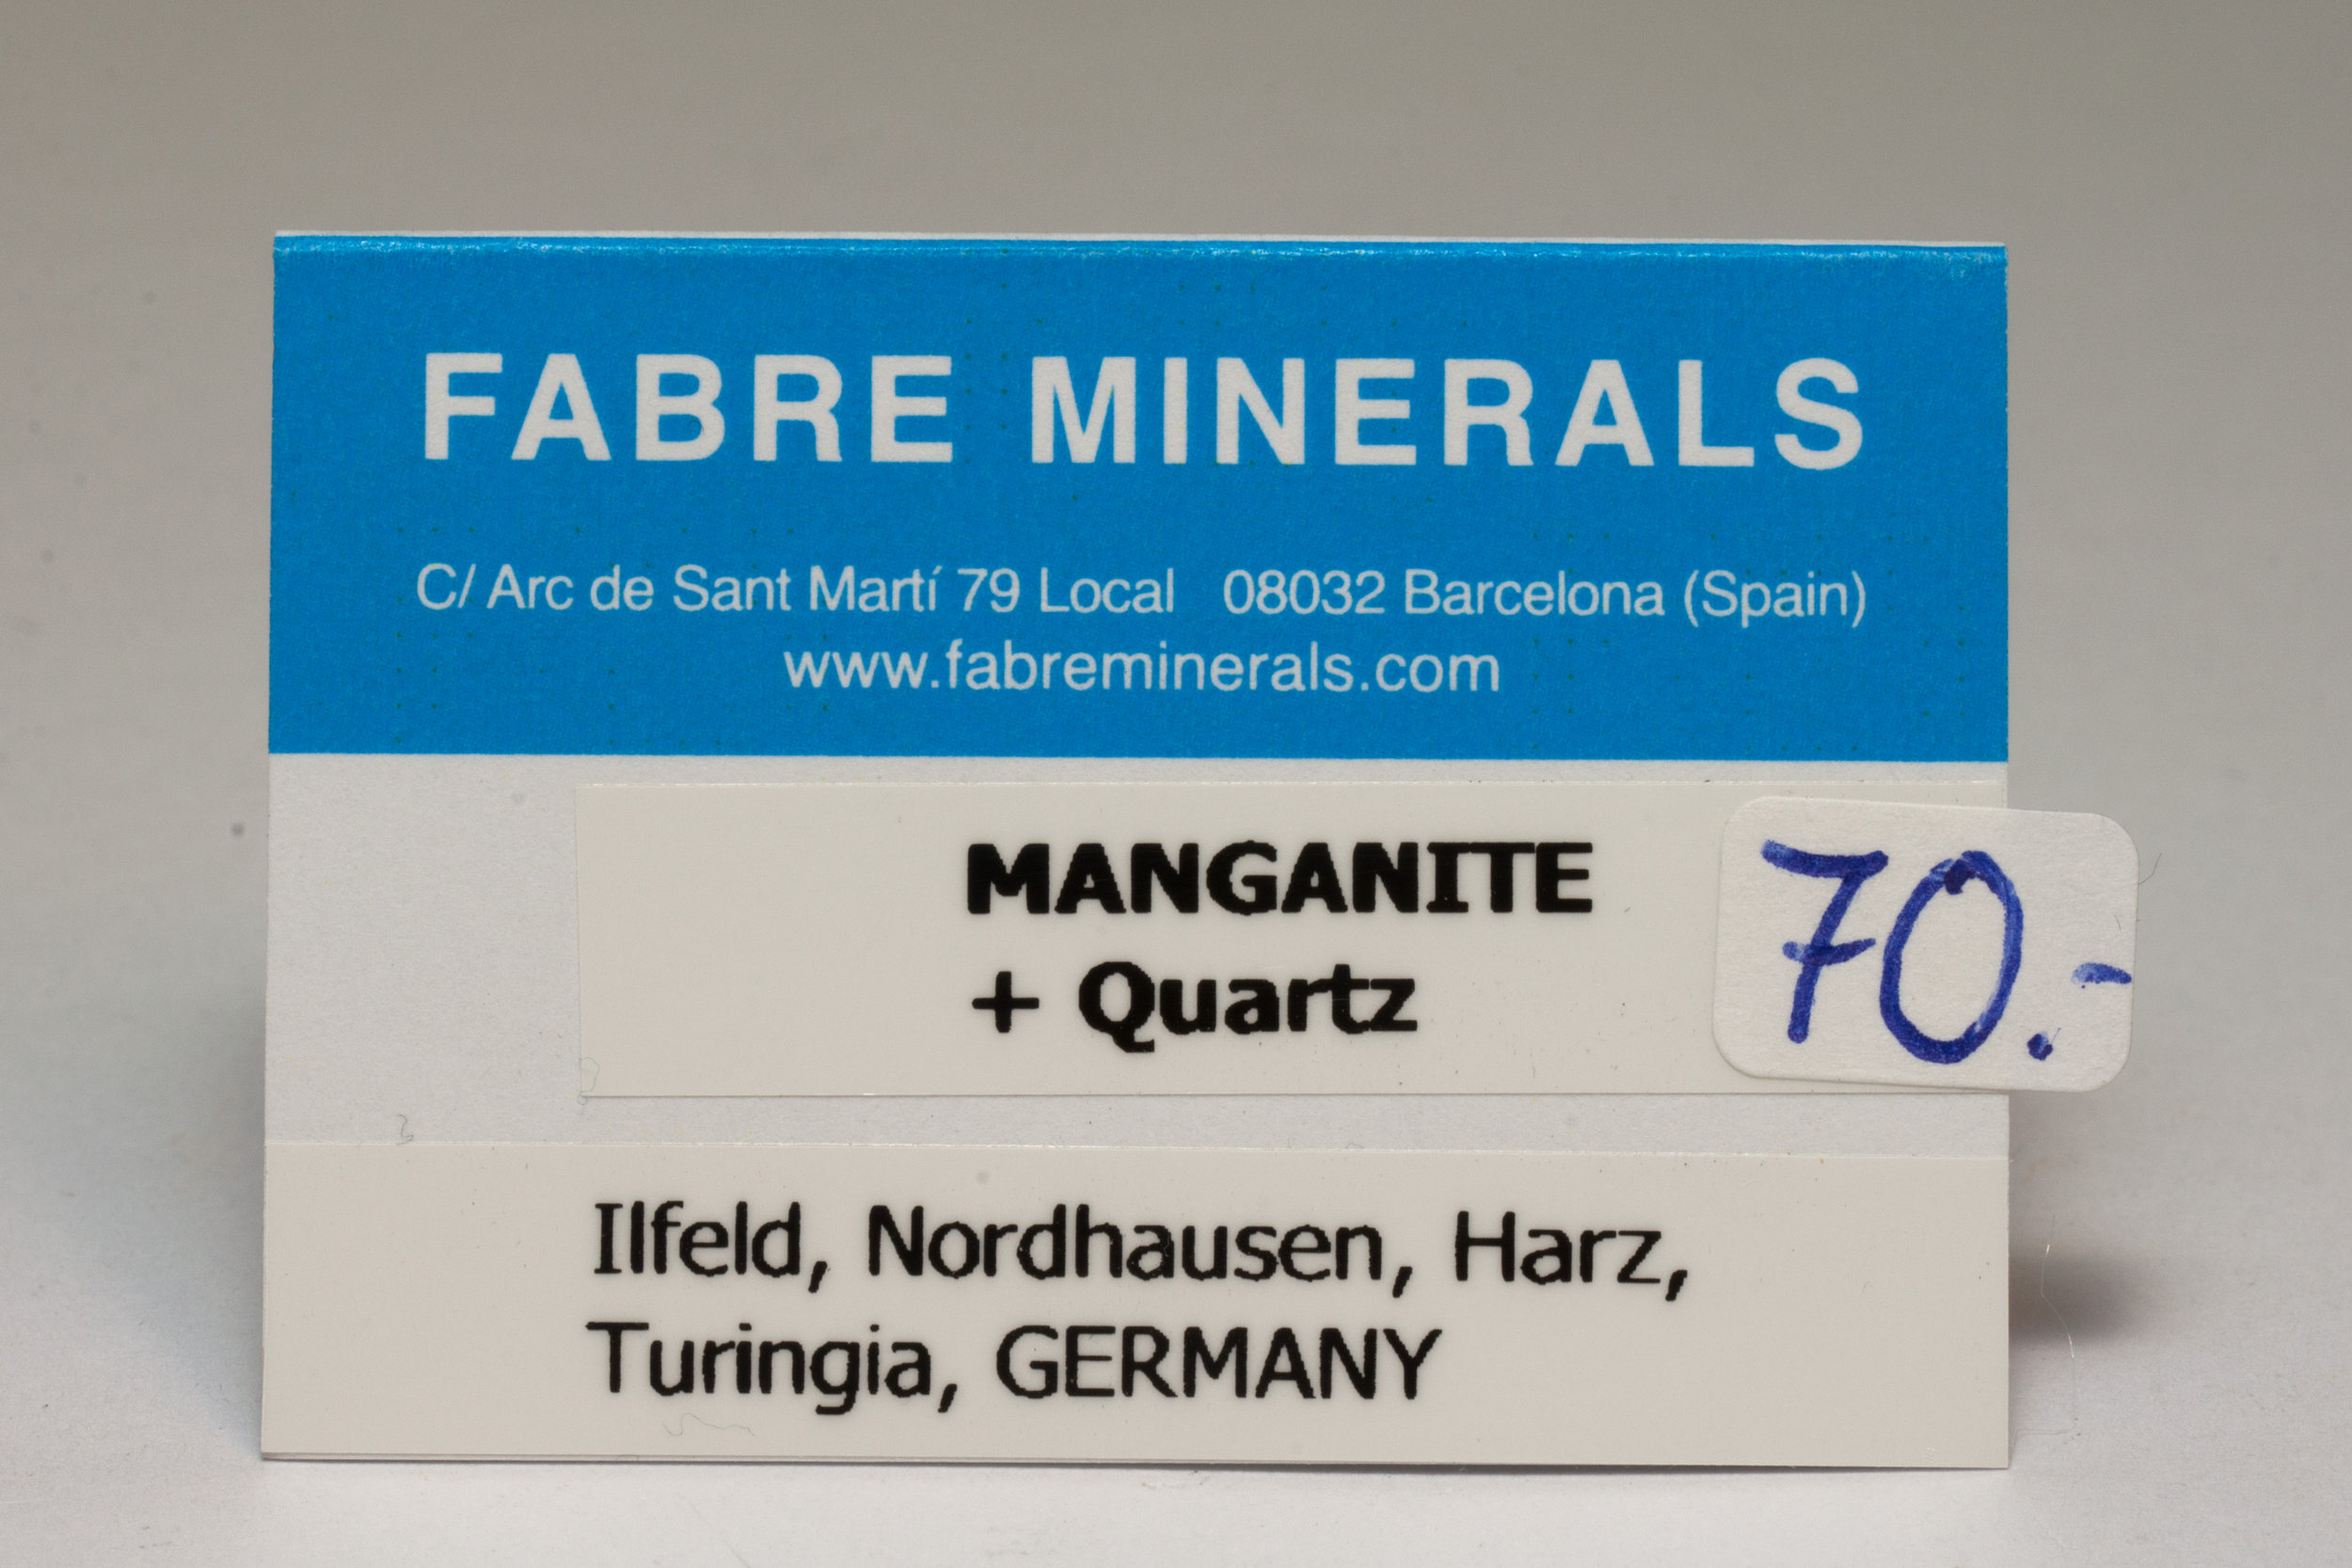 FABRE MINERALS
C/ Arc de Sant Martí 79 Local 08032 Barcelona (Spain)
www.fabreminerals.com
MANGANITE
+ Quartz
70.-
Ilfeld, Nordhausen, Harz,
Turingia, GERMANY